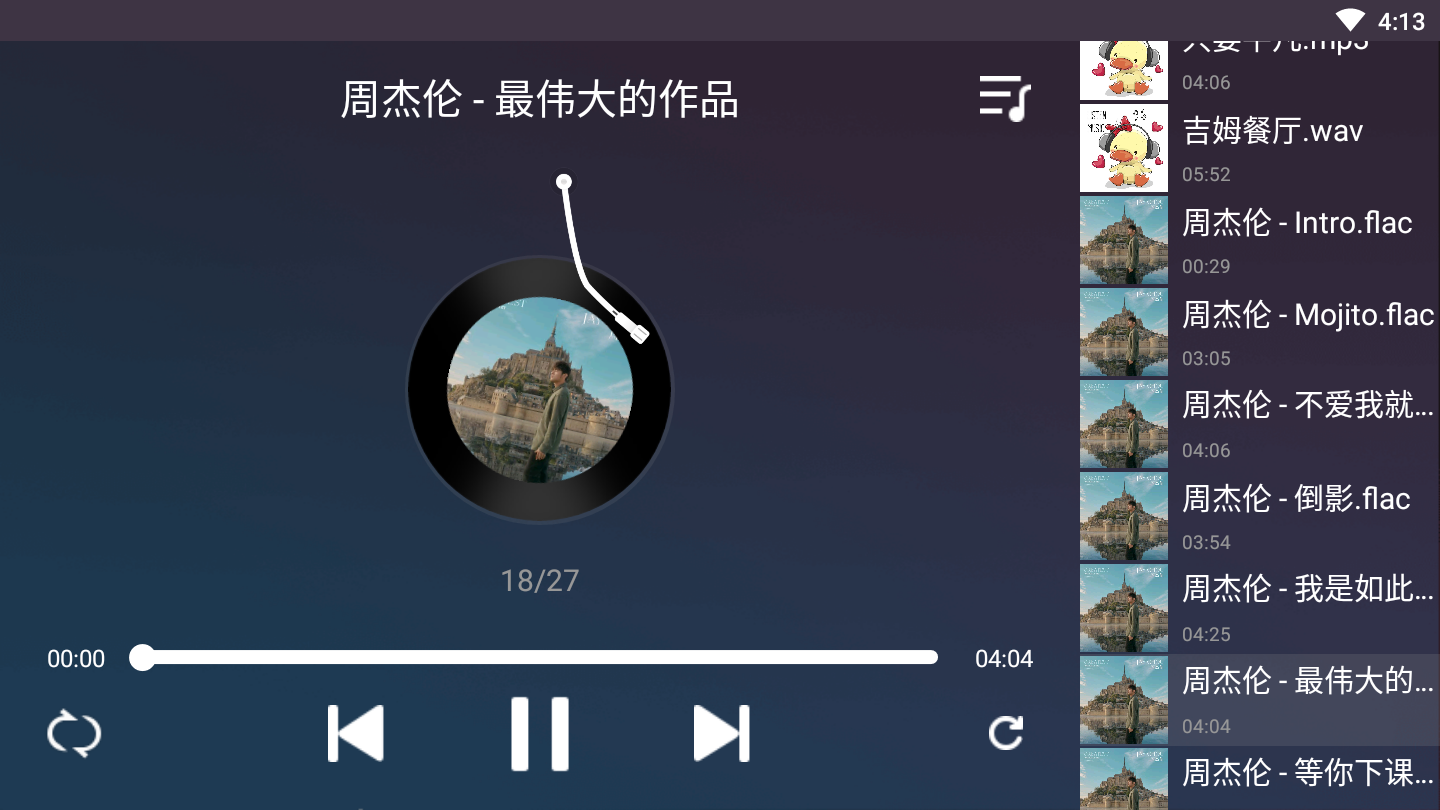 4:13
周杰伦 - 最伟大的作品
18/27
00:00
04:04
只要平凡.mp3
04:06
吉姆餐厅.wav
05:52
周杰伦 - Intro.flac
00:29
周杰伦 - Mojito.flac
03:05
周杰伦 - 不爱我就...
04:06
周杰伦 - 倒影.flac
03:54
周杰伦 - 我是如此...
04:25
周杰伦 - 最伟大的...
04:04
周杰伦 - 等你下课...